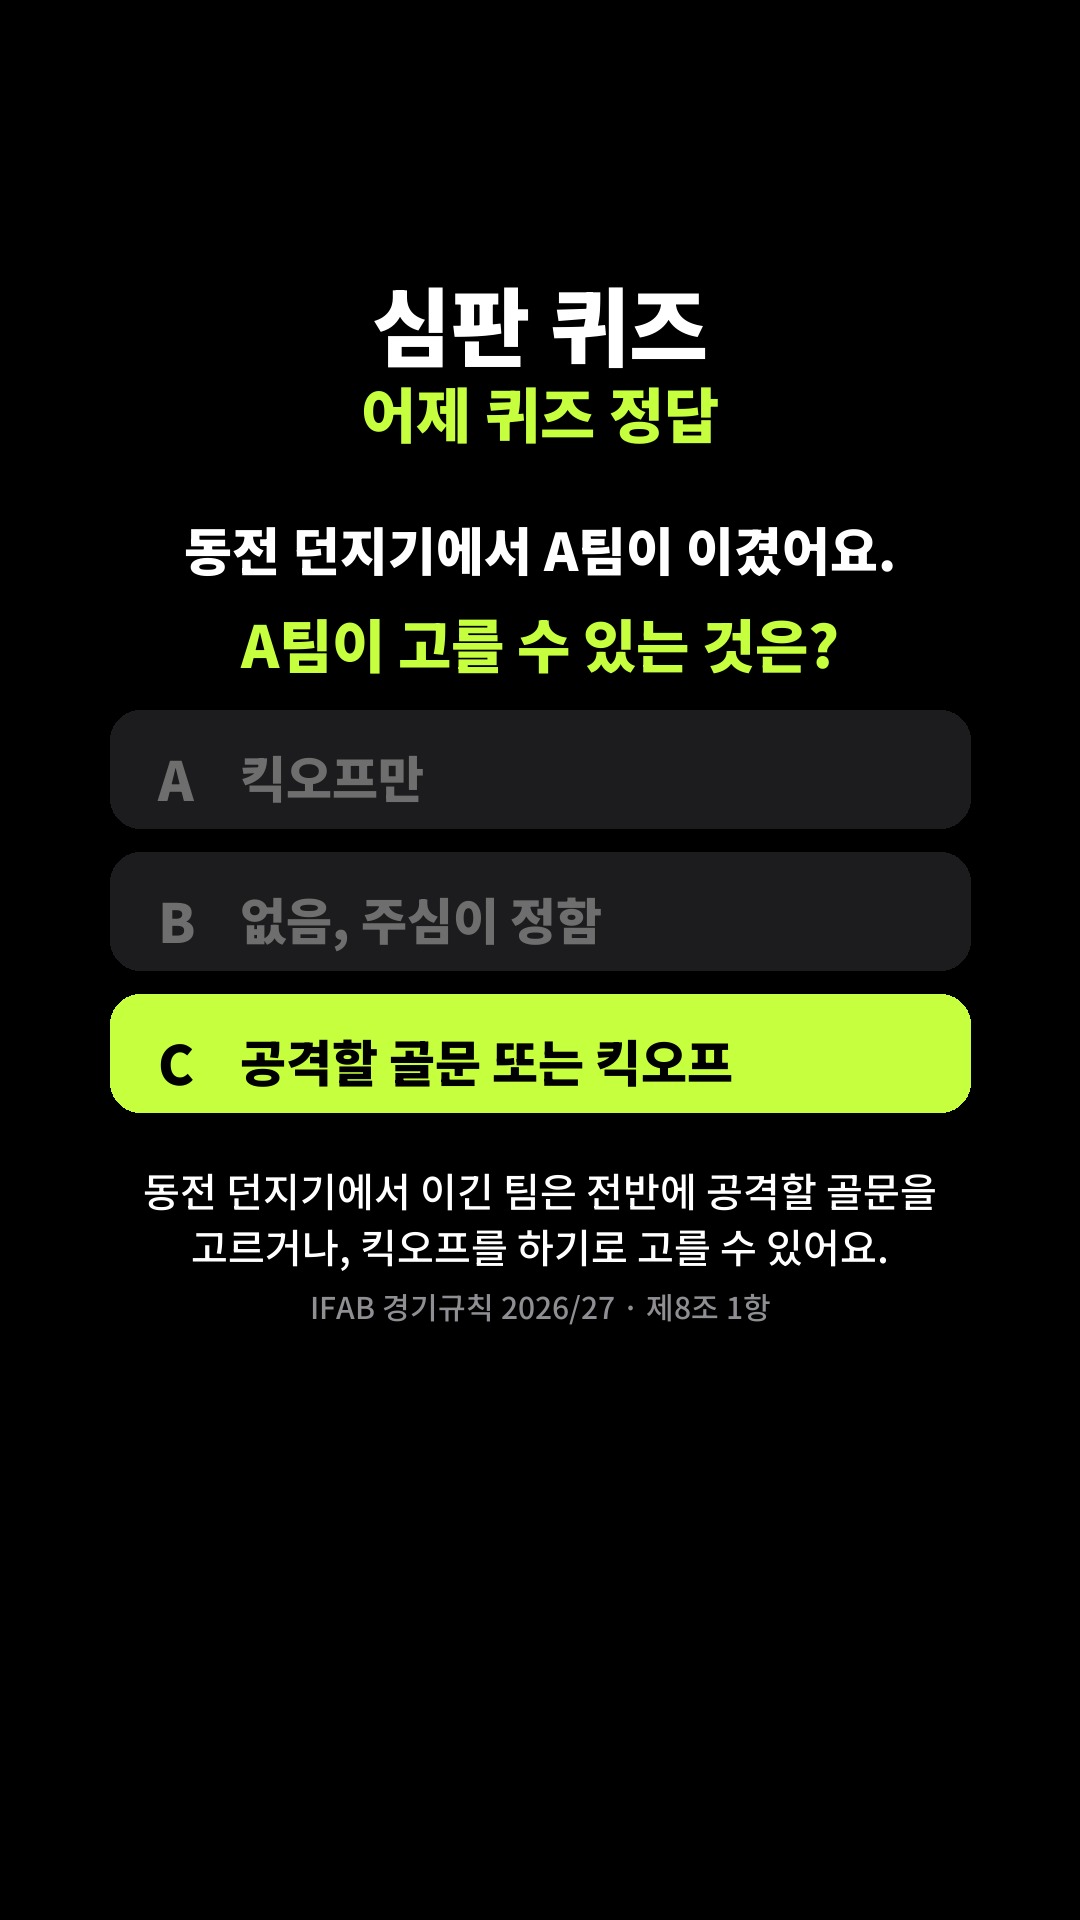 심판 퀴즈
어제 퀴즈 정답
동전 던지기에서 A팀이 이겼어요.
A팀이 고를 수 있는 것은?
A 킥오프만
B 없음, 주심이 정함
C 공격할 골문 또는 킥오프
동전 던지기에서 이긴 팀은 전반에 공격할 골문을
고르거나, 킥오프를 하기로 고를 수 있어요.
IFAB 경기규칙 2026/27 · 제8조 1항